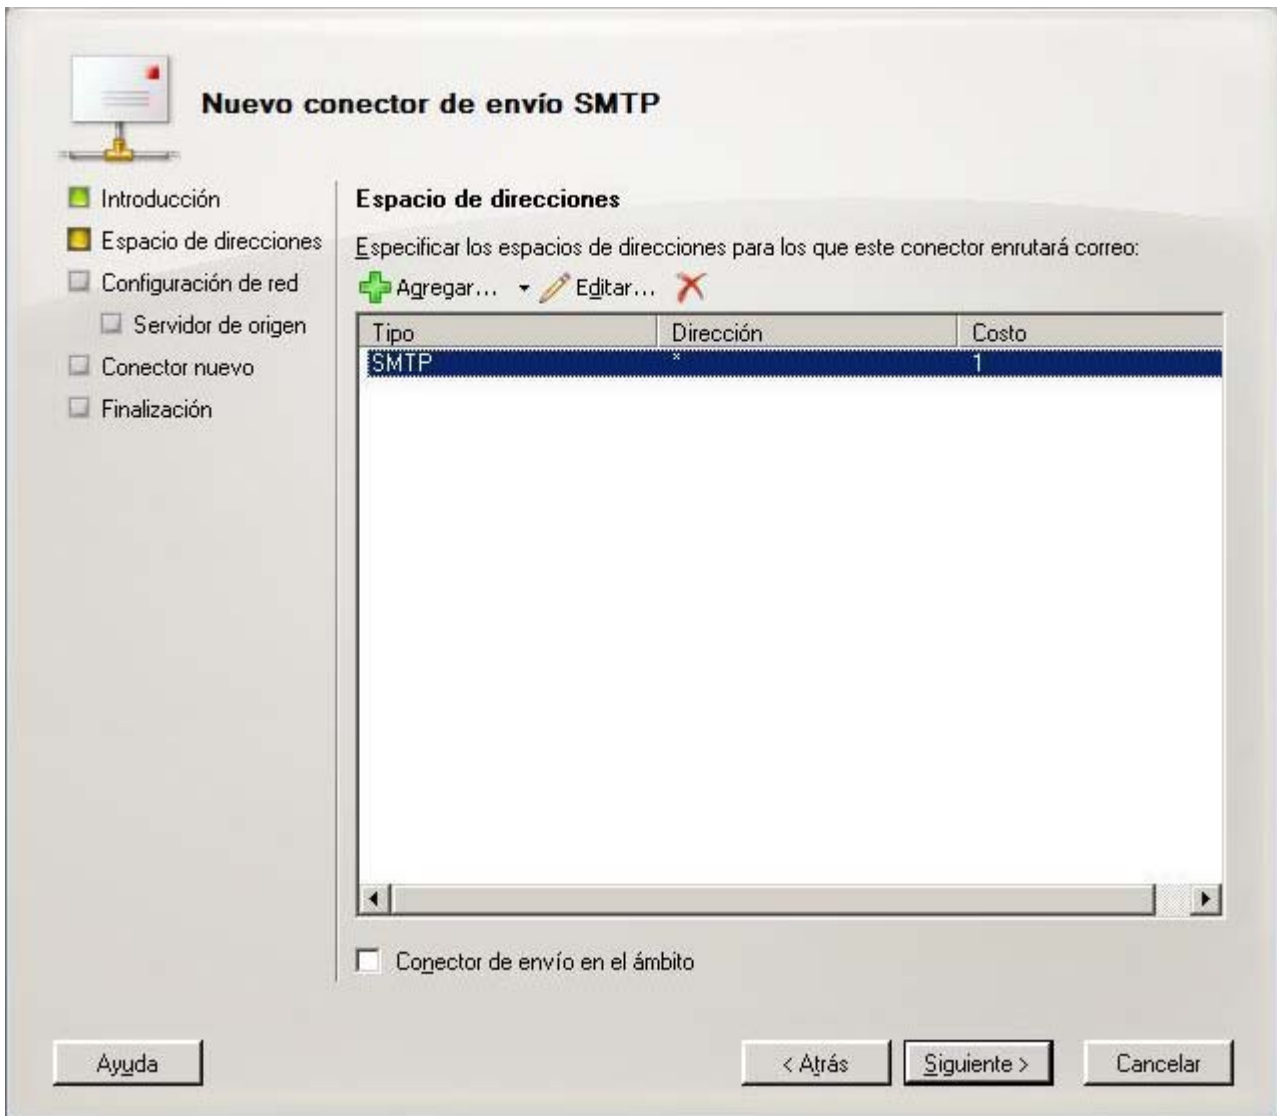 Nuevo conector de envío SMTP
Introducción
Espacio de direcciones
Configuración de red
Servidor de origen
Conector nuevo
Finalización
Espacio de direcciones
Especificar los espacios de direcciones para los que este conector enrutará correo:
Agregar... Editar...
Tipo Dirección Costo
SMTP * 1
Conector de envío en el ámbito
Ayuda < Atrás Siguiente > Cancelar